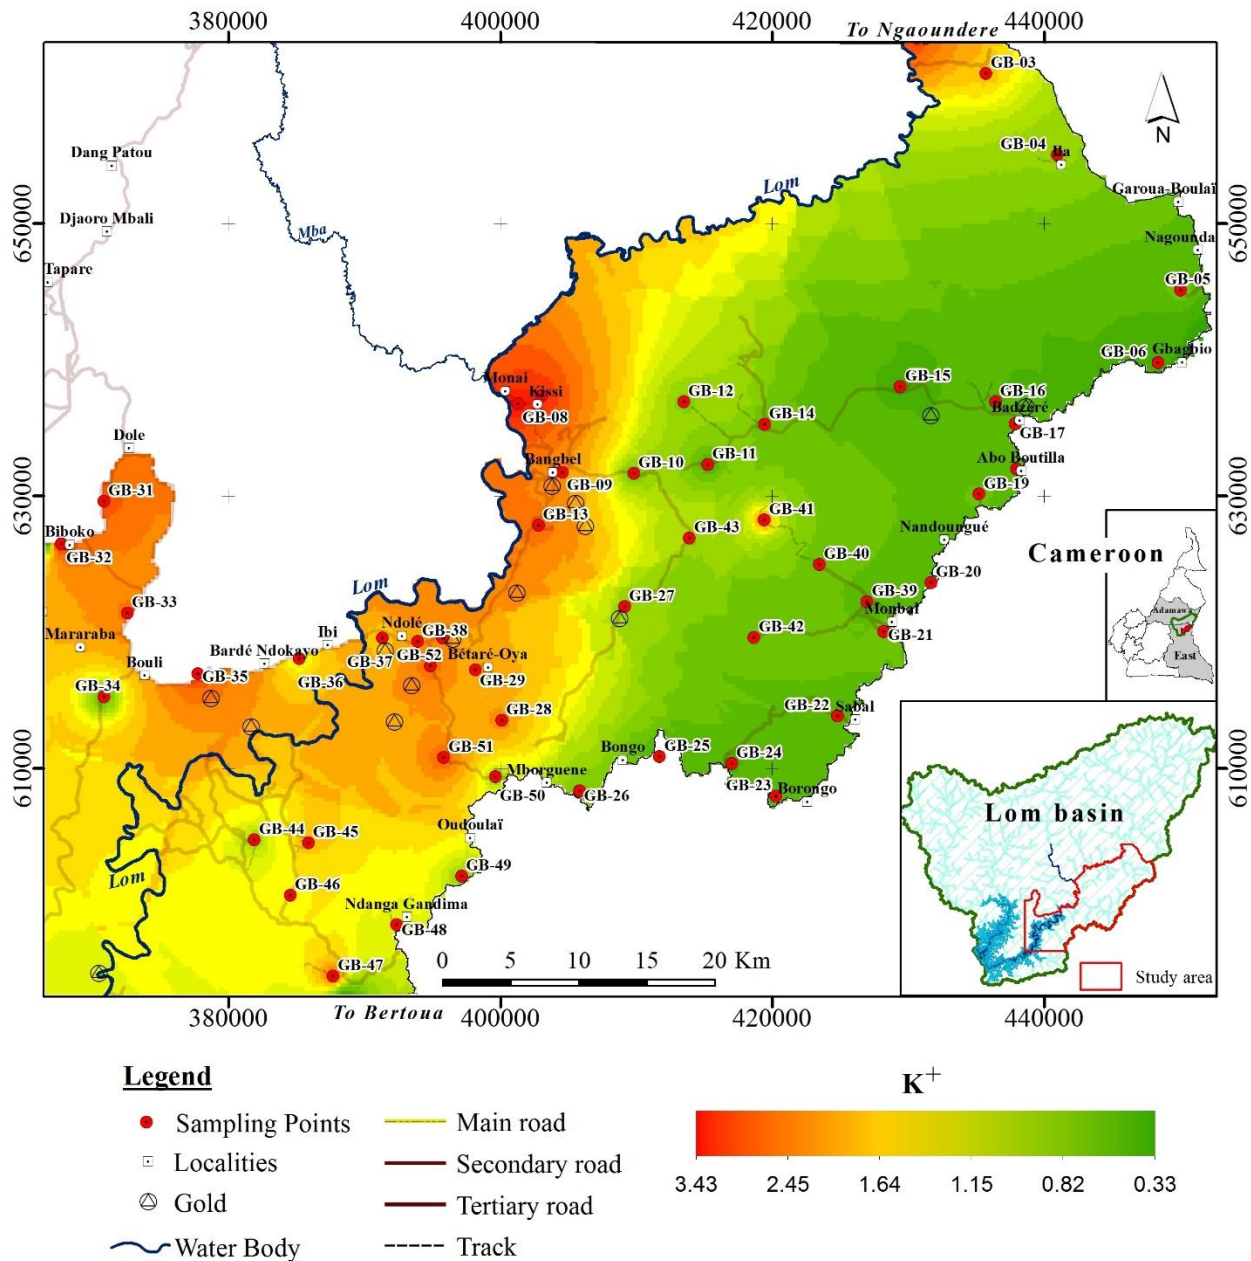 380000
400000
420000
440000
To Ngaoundere
GB-03
N
GB-04
Ila
Dang Patou
Lom
Garoua-Boulaï
Djaoro Mbali
Mba
650000
650000
Nagounda
Tapare
GB-05
GB-06
Gbagbio
Monai
Kissi
GB-08
GB-12
GB-15
GB-16
Badzéré
GB-14
GB-17
Dole
Bangbel
GB-09
GB-10
GB-11
Abo Boutilla
GB-31
GB-19
630000
630000
GB-13
GB-41
Biboko
GB-32
GB-43
Nandoungué
Cameroon
GB-40
Lom
GB-33
GB-27
GB-39
GB-20
Adamawa
Monbal
Mararaba
Ibi
Ndolé
GB-38
GB-42
GB-21
Bardé Ndokayo
GB-37
GB-52
Bétaré-Oya
East
Bouli
GB-35
GB-36
GB-29
GB-34
GB-28
GB-22
Sabal
Bongo
GB-25
GB-51
GB-24
610000
610000
Mborguene
GB-50
GB-26
GB-23
Borongo
Lom basin
Oudoulaï
GB-44
GB-45
GB-49
Lom
GB-46
Ndanga Gandima
GB-48
GB-47
0 5 10 15 20 Km
Study area
380000
400000
420000
440000
To Bertoua
Legend
Sampling Points
Localities
Gold
Water Body
Main road
Secondary road
Tertiary road
Track
K+
3.43 2.45 1.64 1.15 0.82 0.33